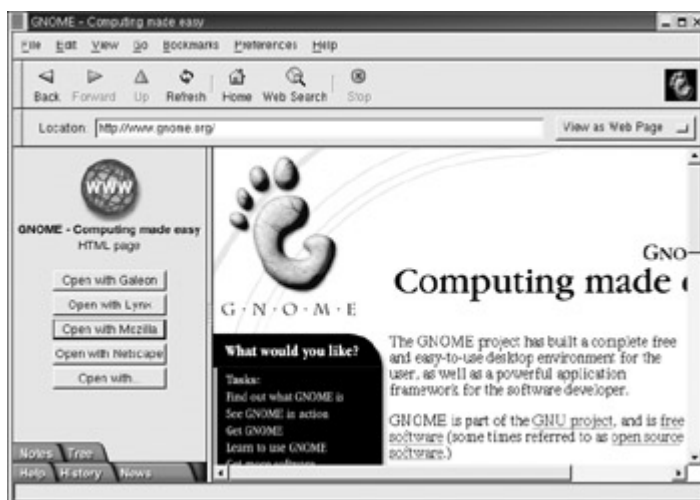 GNOME - Computing made easy
File Edit View Go Bookmarks Preferences Help
Back Forward Up Refresh Home Web Search Stop
Location: http://www.gnome.org/ View as Web Page
WWW
GNOME - Computing made easy
HTML page
Open with Galeon
Open with Lynx
Open with Mozilla
Open with Netscape
Open with...
Notes Tree
Help History News
G·N·O·M·E
What would you like?
Tasks:
Find out what GNOME is
See GNOME in action
Get GNOME
Learn to use GNOME
Get more software
GNO
Computing made
The GNOME project has built a complete free
and easy-to-use desktop environment for the
user, as well as a powerful application
framework for the software developer.
GNOME is part of the GNU project, and is free
software (some times referred to as open source
software.)